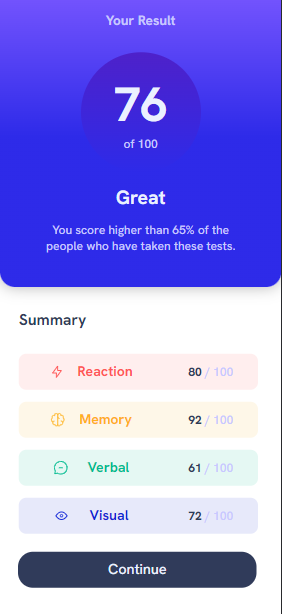 Your Result
76
of 100
Great
You score higher than 65% of the
people who have taken these tests.
Summary
Reaction 80 / 100
Memory 92 / 100
Verbal 61 / 100
Visual 72 / 100
Continue